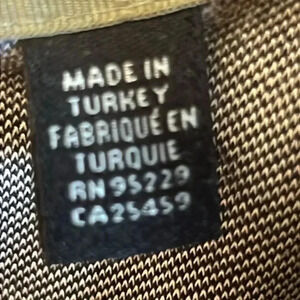 MADE IN
TURKEY
FABRIQUÉ EN
TURQUIE
RN 95229
CA25459